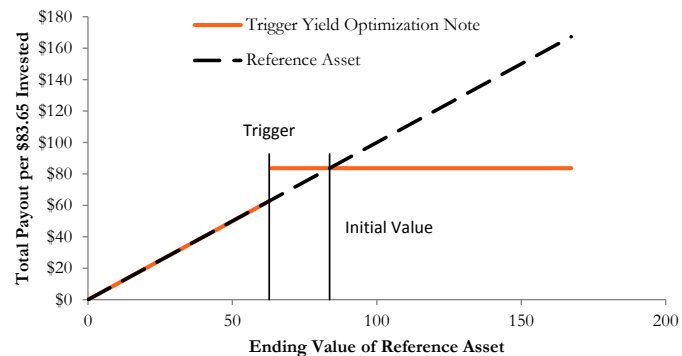 $180
$160
$140
$120
$100
$80
$60
$40
$20
$0
Total Payout per $83.65 Invested
Trigger Yield Optimization Note
Reference Asset
Trigger
Initial Value
0
50
100
150
200
Ending Value of Reference Asset